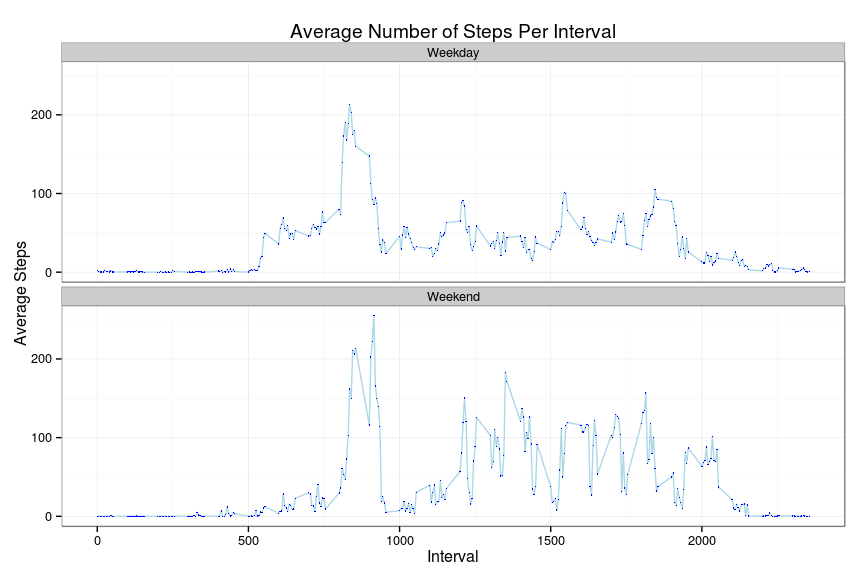 Average Number of Steps Per Interval
Weekday
200
100
0
Average Steps
Weekend
200
100
0
0 500 1000 1500 2000
Interval